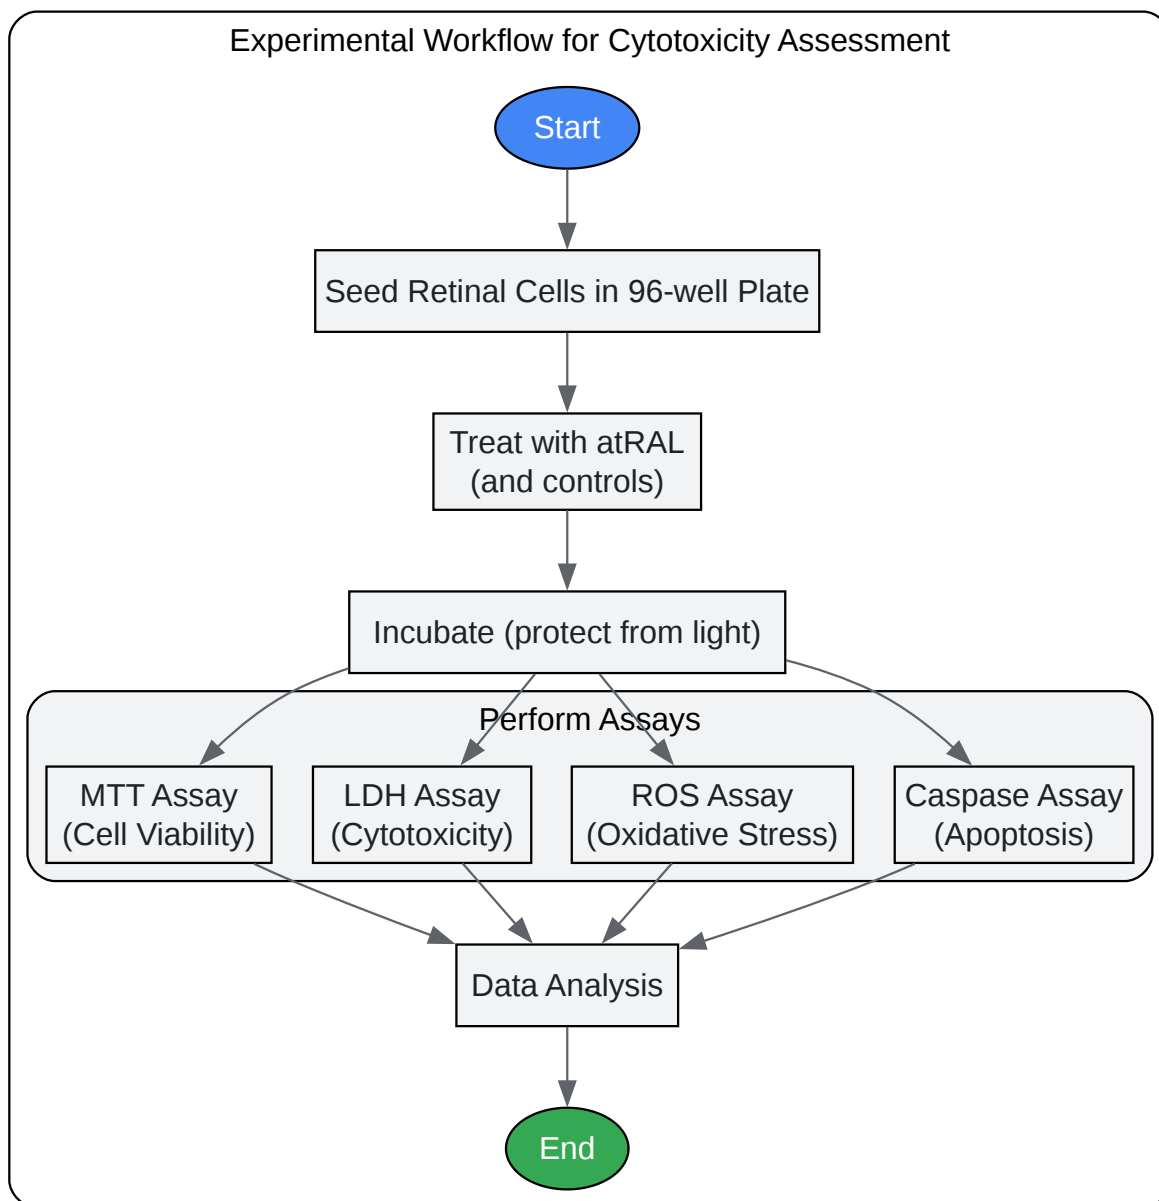 Experimental Workflow for Cytotoxicity Assessment
Start
Seed Retinal Cells in 96-well Plate
Treat with atRAL
(and controls)
Incubate (protect from light)
Perform Assays
MTT Assay
(Cell Viability)
LDH Assay
(Cytotoxicity)
ROS Assay
(Oxidative Stress)
Caspase Assay
(Apoptosis)
Data Analysis
End